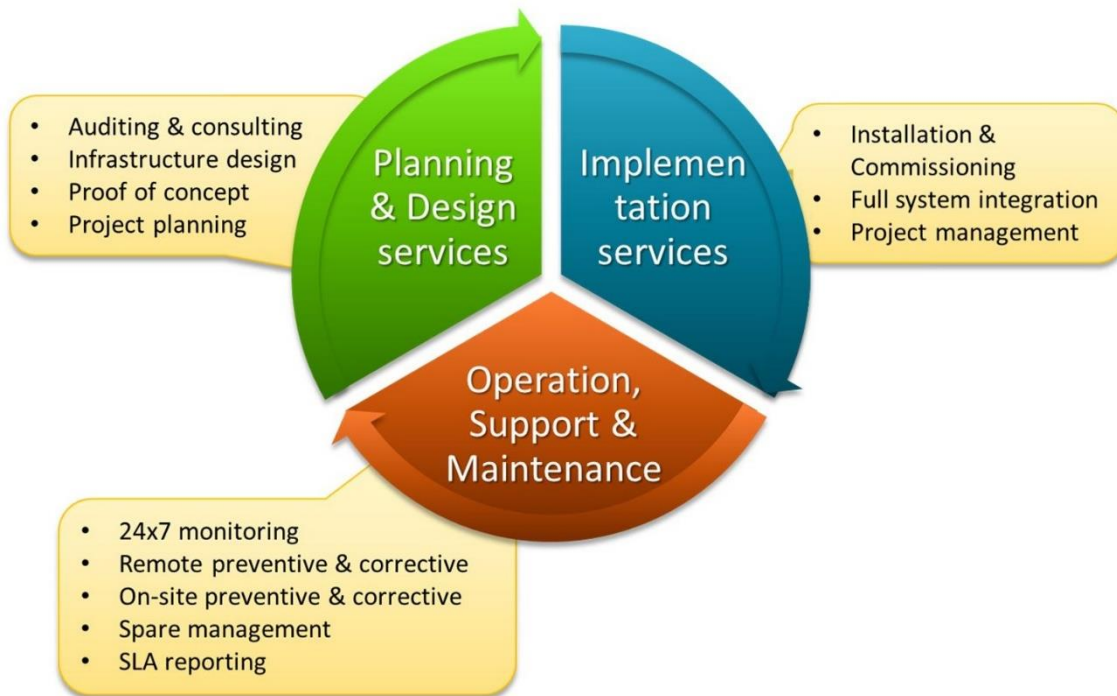 • Auditing & consulting
• Infrastructure design
• Proof of concept
• Project planning
Planning
& Design
services
Implemen
tation
services
• Installation &
Commissioning
• Full system integration
• Project management
Operation,
Support &
Maintenance
• 24x7 monitoring
• Remote preventive & corrective
• On-site preventive & corrective
• Spare management
• SLA reporting